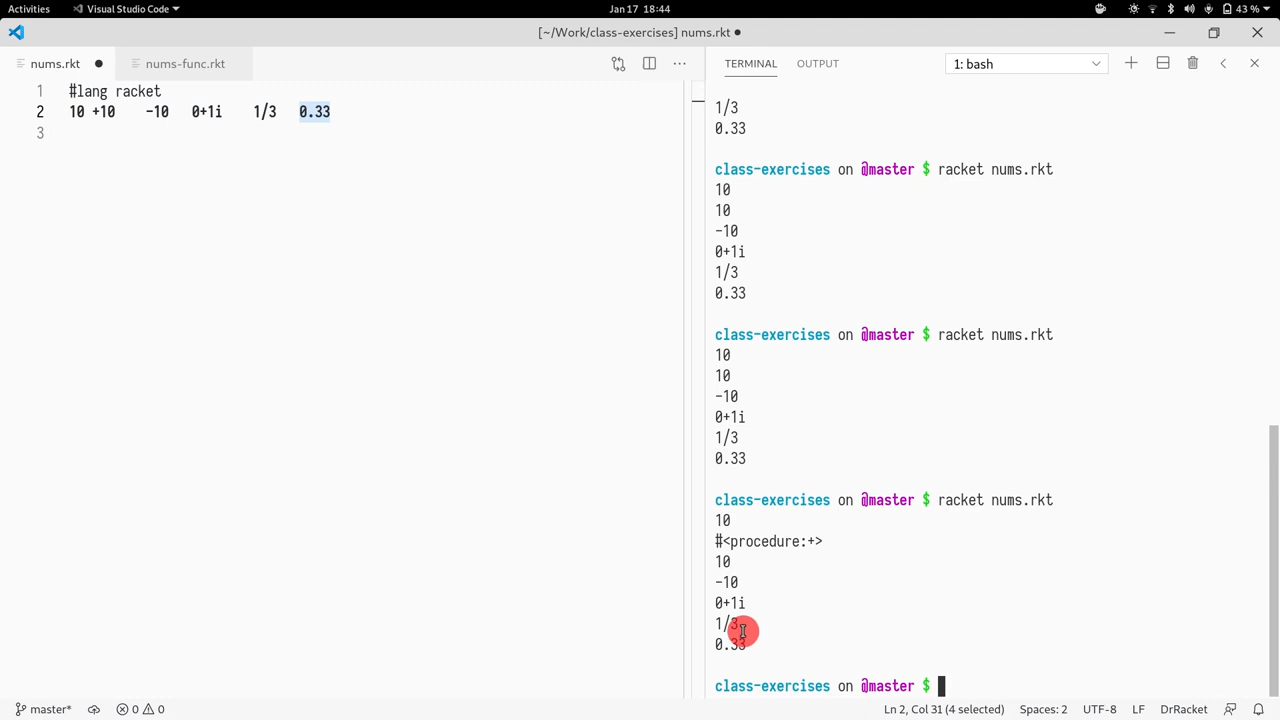 Activities Visual Studio Code Jan 17 18:44 43 %
[~/Work/class-exercises] nums.rkt
nums.rkt nums-func.rkt
1 #lang racket
2 10 +10 -10 0+1i 1/3 0.33
3
TERMINAL OUTPUT 1: bash
1/3
0.33
class-exercises on @master $ racket nums.rkt
10
10
-10
0+1i
1/3
0.33
class-exercises on @master $ racket nums.rkt
10
10
-10
0+1i
1/3
0.33
class-exercises on @master $ racket nums.rkt
10
#<procedure:+>
10
-10
0+1i
1/3
0.33
class-exercises on @master $
master* 0 0 Ln 2, Col 31 (4 selected) Spaces: 2 UTF-8 LF DrRacket